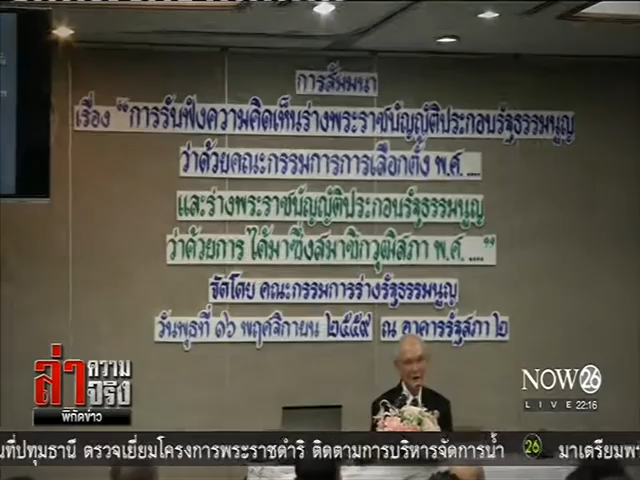 การสัมมนา
เรื่อง "การรับฟังความคิดเห็นร่างพระราชบัญญัติประกอบรัฐธรรมนูญ
ว่าด้วยคณะกรรมการการเลือกตั้ง พ.ศ. ....
และร่างพระราชบัญญัติประกอบรัฐธรรมนูญ
ว่าด้วยการได้มาซึ่งสมาชิกวุฒิสภา พ.ศ. ...."
จัดโดย คณะกรรมการร่างรัฐธรรมนูญ
วันพุธที่ ๑๖ พฤศจิกายน ๒๕๕๙ ณ อาคารรัฐสภา ๒
ล่าความจริง
พิกัดข่าว
NOW26
LIVE 22:16
นที่ปทุมธานี ตรวจเยี่ยมโครงการพระราชดำริ ติดตามการบริหารจัดการน้ำ 26 มาเตรียมพร